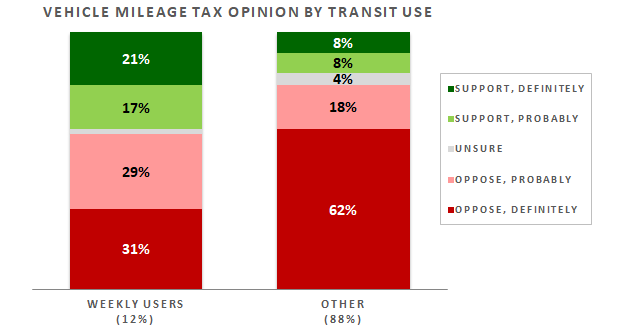 VEHICLE MILEAGE TAX OPINION BY TRANSIT USE
21%
17%
29%
31%
8%
8%
4%
18%
62%
SUPPORT, DEFINITELY
SUPPORT, PROBABLY
UNSURE
OPPOSE, PROBABLY
OPPOSE, DEFINITELY
WEEKLY USERS
(12%)
OTHER
(88%)